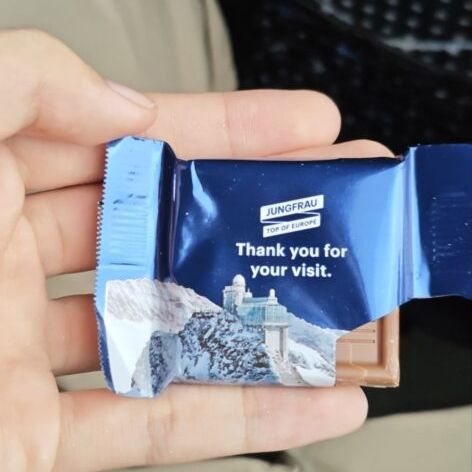 JUNGFRAU
TOP OF EUROPE
Thank you for
your visit.